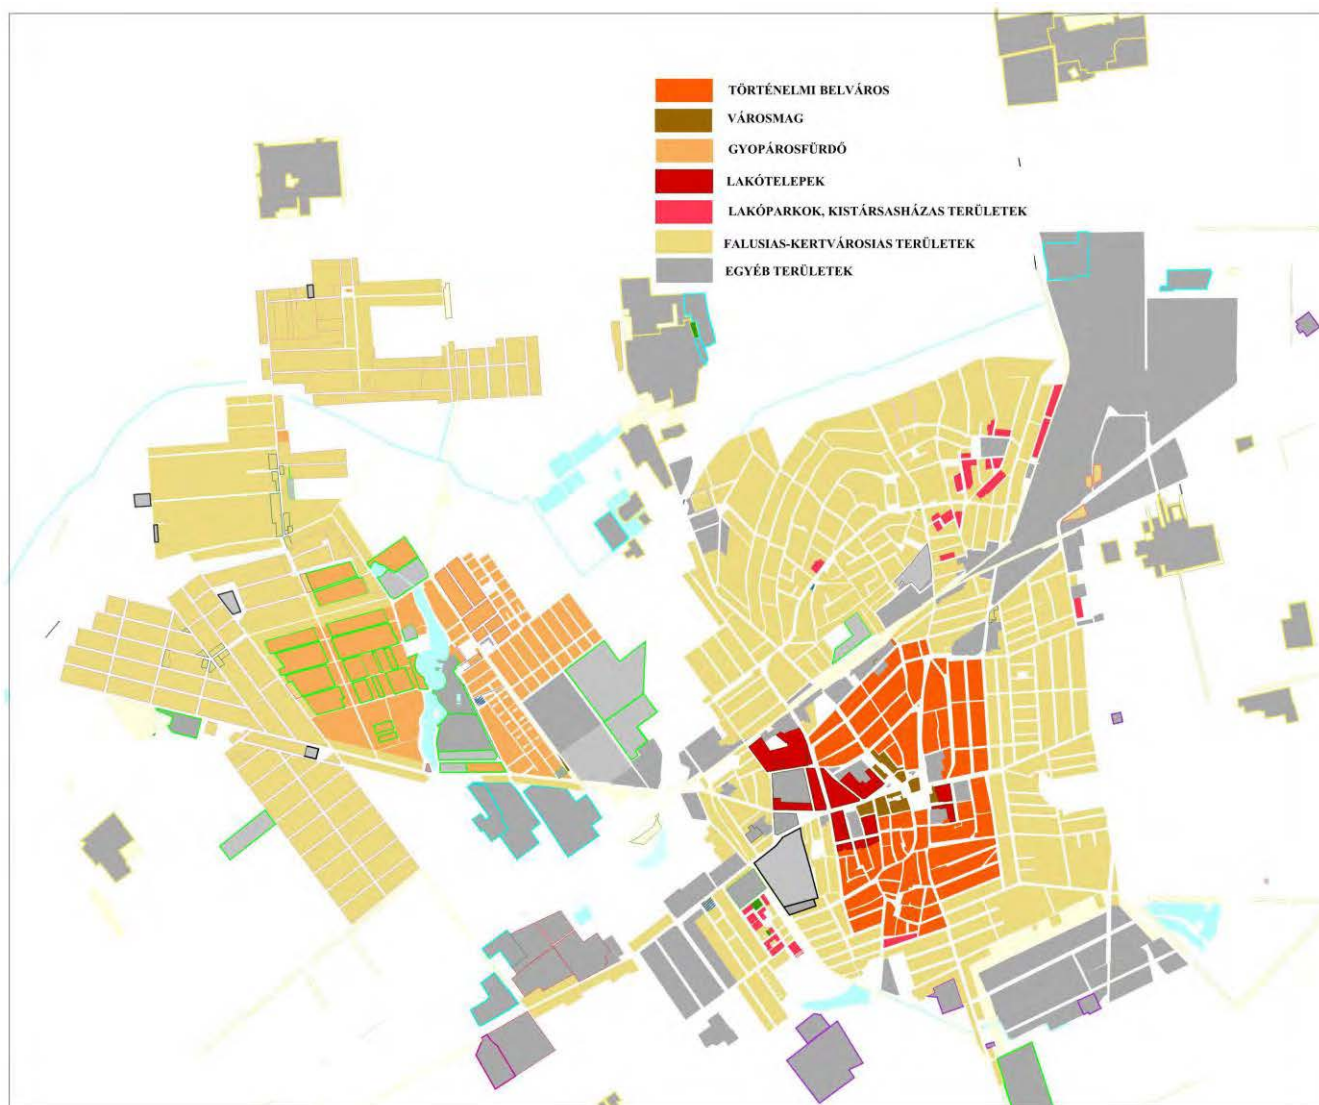 TÖRTÉNELMI BELVÁROS
VÁROSMAG
GYOPÁROSFÜRDŐ
LAKÓTELEPEK
LAKÓPARKOK, KISTÁRSASHÁZAS TERÜLETEK
FALUSIAS-KERTVÁROSIAS TERÜLETEK
EGYÉB TERÜLETEK